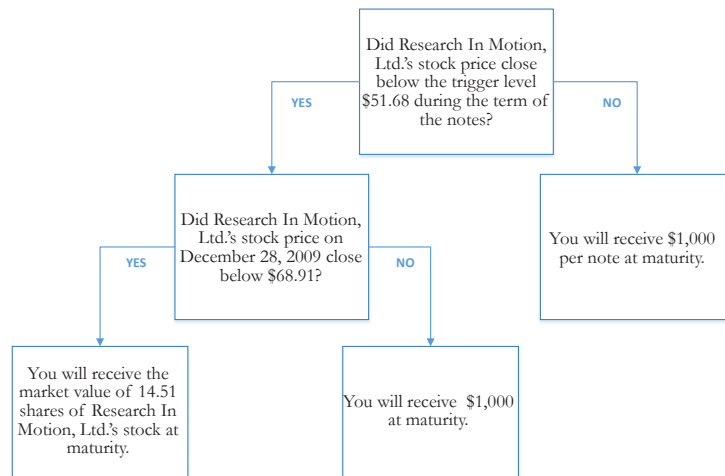 Did Research In Motion,
Ltd.'s stock price close
below the trigger level
$51.68 during the term of
the notes?
YES
NO
Did Research In Motion,
Ltd.'s stock price on
December 28, 2009 close
below $68.91?
You will receive $1,000
per note at maturity.
YES
NO
You will receive the
market value of 14.51
shares of Research In
Motion, Ltd.'s stock at
maturity.
You will receive $1,000
at maturity.